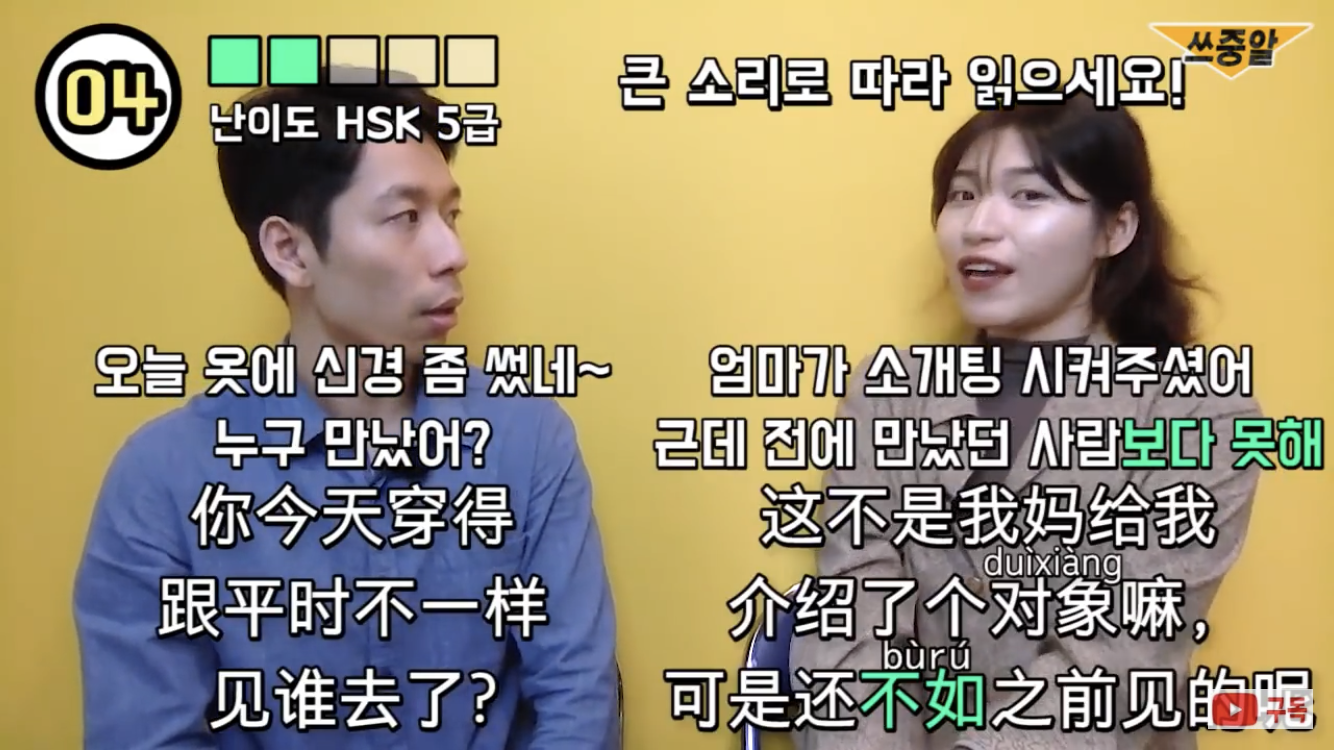 04
난이도 HSK 5급
큰 소리로 따라 읽으세요!
쓰중알
오늘 옷에 신경 좀 썼네~
누구 만났어?
你今天穿得
跟平时不一样
见谁去了?
엄마가 소개팅 시켜주셨어
근데 전에 만났던 사람보다 못해
这不是我妈给我
duìxiàng
介绍了个对象嘛,
bùrú
可是还不如之前见的呢
구독